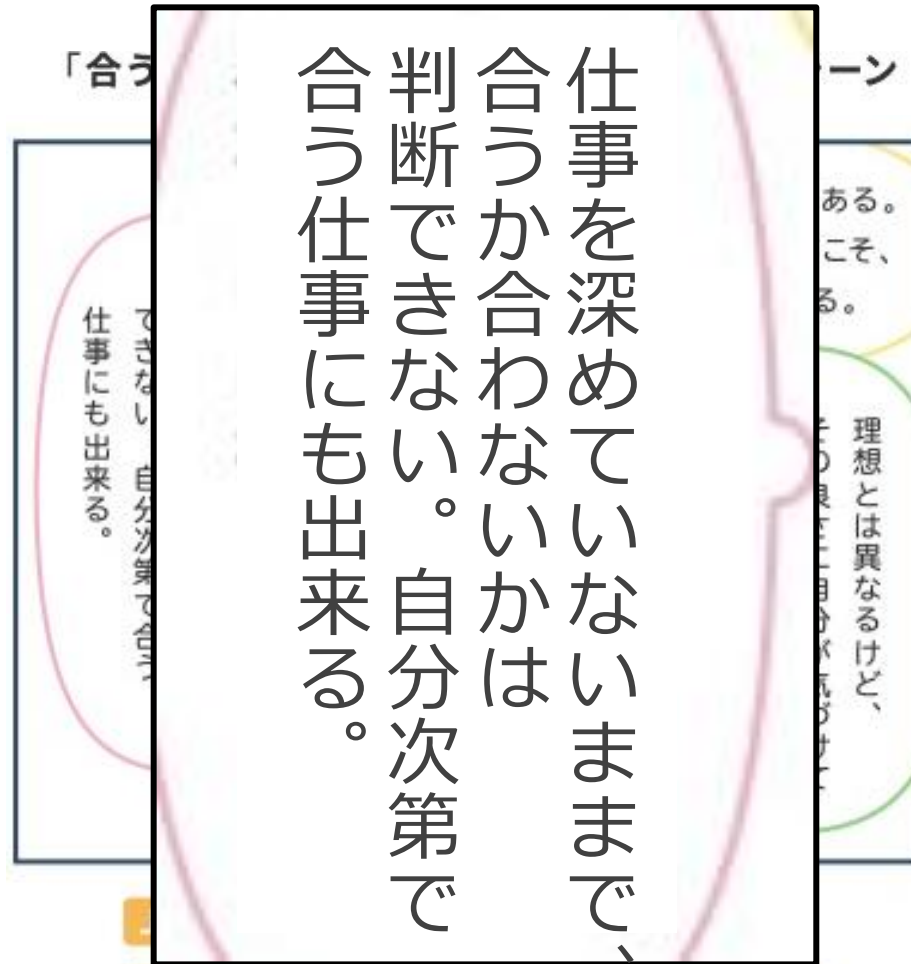 「合う
ーン
仕事を深めていないままで、
合うか合わないかは
判断できない。自分次第で
合う仕事にも出来る。
ある。
こそ、
る。
理想とは異なるけど、
できない 自分次第で合う
仕事にも出来る。